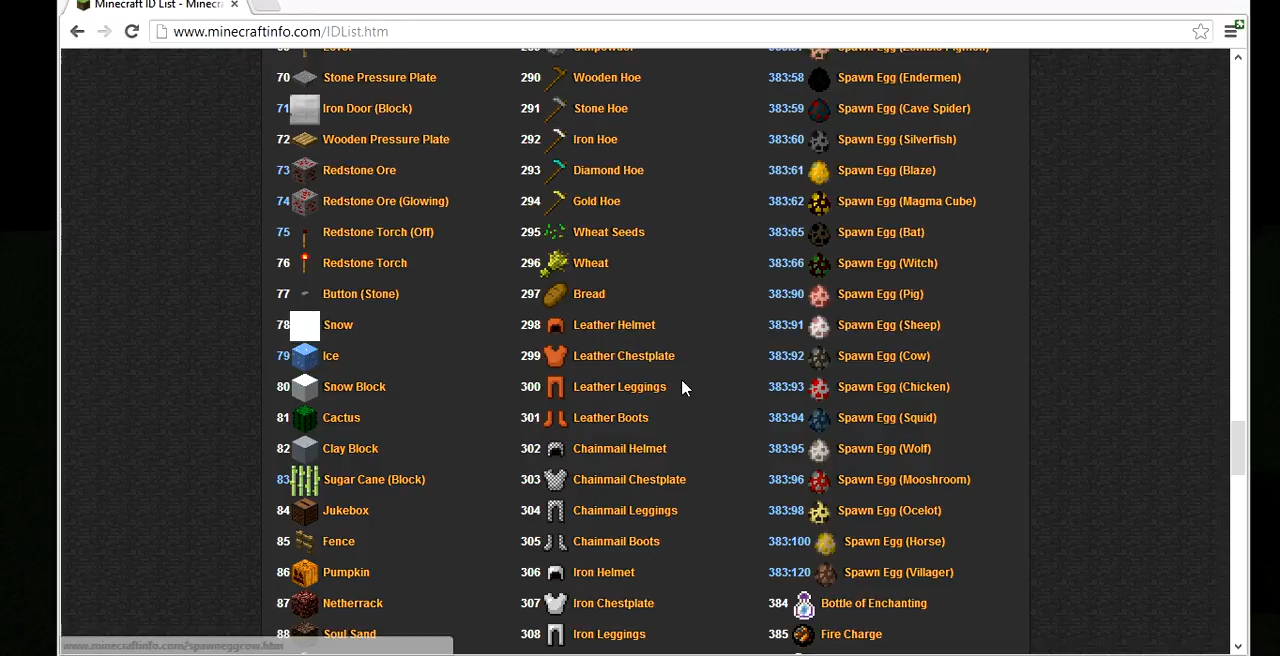 Minecraft ID List - Minecra
www.minecraftinfo.com/IDList.htm
70 Stone Pressure Plate 290 Wooden Hoe 383:58 Spawn Egg (Endermen)
71 Iron Door (Block) 291 Stone Hoe 383:59 Spawn Egg (Cave Spider)
72 Wooden Pressure Plate 292 Iron Hoe 383:60 Spawn Egg (Silverfish)
73 Redstone Ore 293 Diamond Hoe 383:61 Spawn Egg (Blaze)
74 Redstone Ore (Glowing) 294 Gold Hoe 383:62 Spawn Egg (Magma Cube)
75 Redstone Torch (Off) 295 Wheat Seeds 383:65 Spawn Egg (Bat)
76 Redstone Torch 296 Wheat 383:66 Spawn Egg (Witch)
77 Button (Stone) 297 Bread 383:90 Spawn Egg (Pig)
78 Snow 298 Leather Helmet 383:91 Spawn Egg (Sheep)
79 Ice 299 Leather Chestplate 383:92 Spawn Egg (Cow)
80 Snow Block 300 Leather Leggings 383:93 Spawn Egg (Chicken)
81 Cactus 301 Leather Boots 383:94 Spawn Egg (Squid)
82 Clay Block 302 Chainmail Helmet 383:95 Spawn Egg (Wolf)
83 Sugar Cane (Block) 303 Chainmail Chestplate 383:96 Spawn Egg (Mooshroom)
84 Jukebox 304 Chainmail Leggings 383:98 Spawn Egg (Ocelot)
85 Fence 305 Chainmail Boots 383:100 Spawn Egg (Horse)
86 Pumpkin 306 Iron Helmet 383:120 Spawn Egg (Villager)
87 Netherrack 307 Iron Chestplate 384 Bottle of Enchanting
88 Soul Sand 308 Iron Leggings 385 Fire Charge
www.minecraftinfo.com/spawneggcow.htm